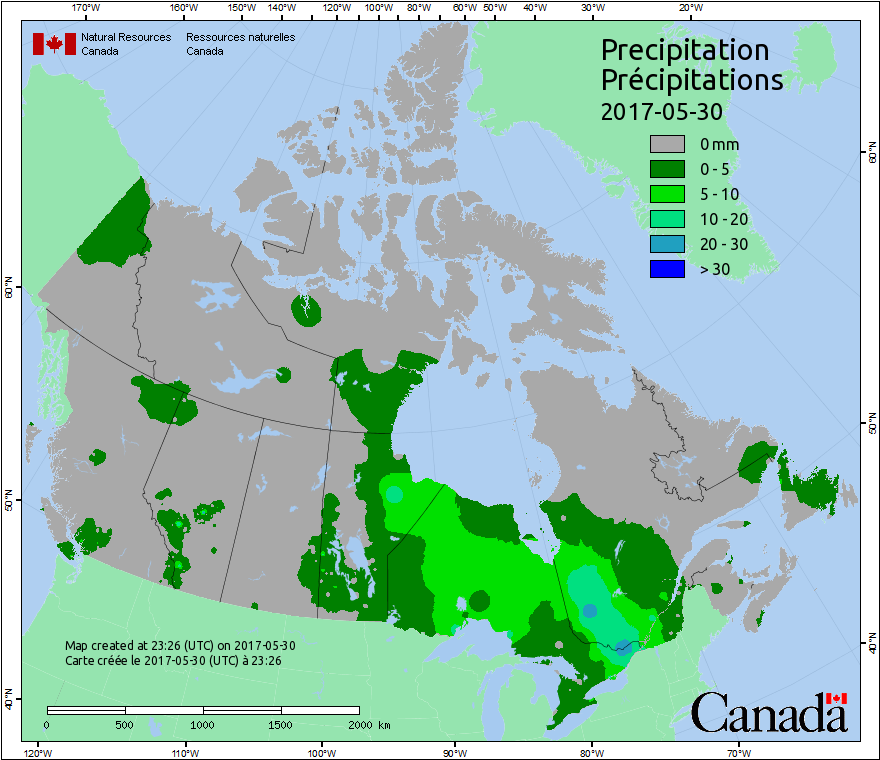 170°W 160°W 150°W 140°W 130°W 120°W 110°W 100°W 90°W 80°W 70°W 60°W 50°W 40°W 30°W 20°W
Natural Resources Canada
Ressources naturelles Canada
Precipitation
Précipitations
2017-05-30
0 mm
0 - 5
5 - 10
10 - 20
20 - 30
> 30
60°N
60°N
50°N
50°N
40°N
40°N
Map created at 23:26 (UTC) on 2017-05-30
Carte créée le 2017-05-30 (UTC) à 23:26
0 500 1000 1500 2000 km
Canada
120°W 110°W 100°W 90°W 80°W 70°W